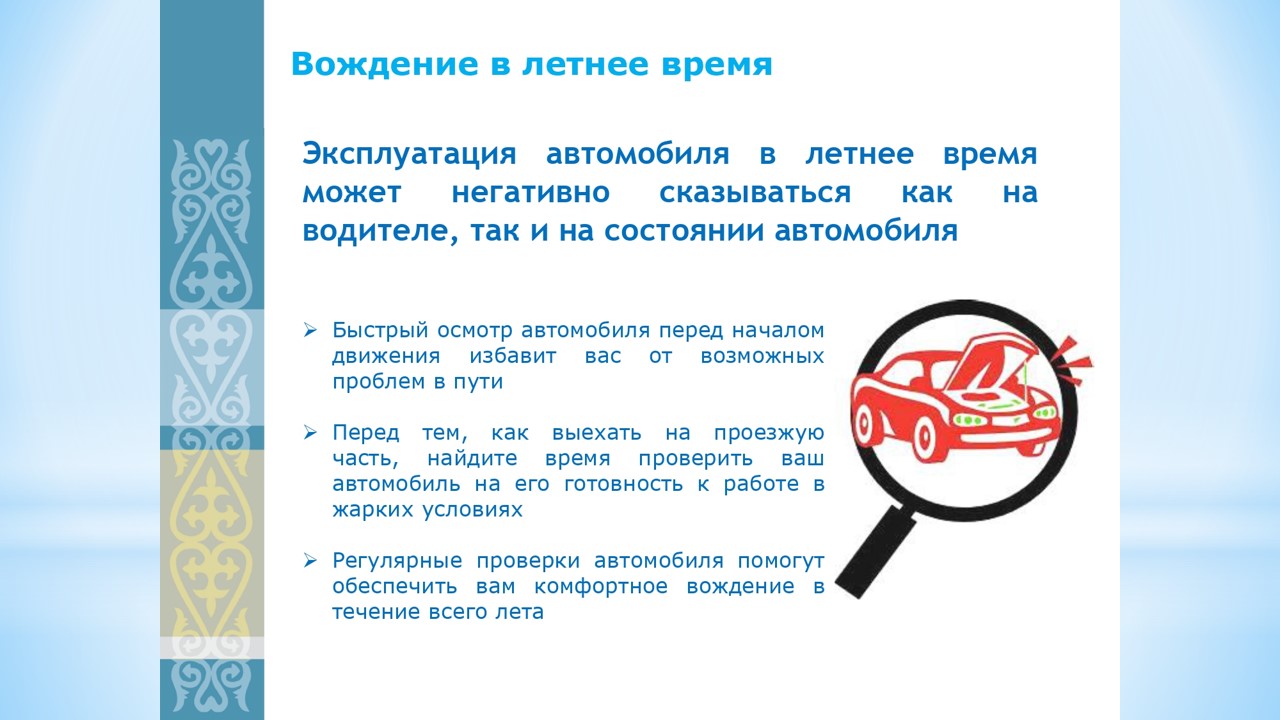 Вождение в летнее время
Эксплуатация автомобиля в летнее время
может негативно сказываться как на
водителе, так и на состоянии автомобиля
➢ Быстрый осмотр автомобиля перед началом
движения избавит вас от возможных
проблем в пути
➢ Перед тем, как выехать на проезжую
часть, найдите время проверить ваш
автомобиль на его готовность к работе в
жарких условиях
➢ Регулярные проверки автомобиля помогут
обеспечить вам комфортное вождение в
течение всего лета